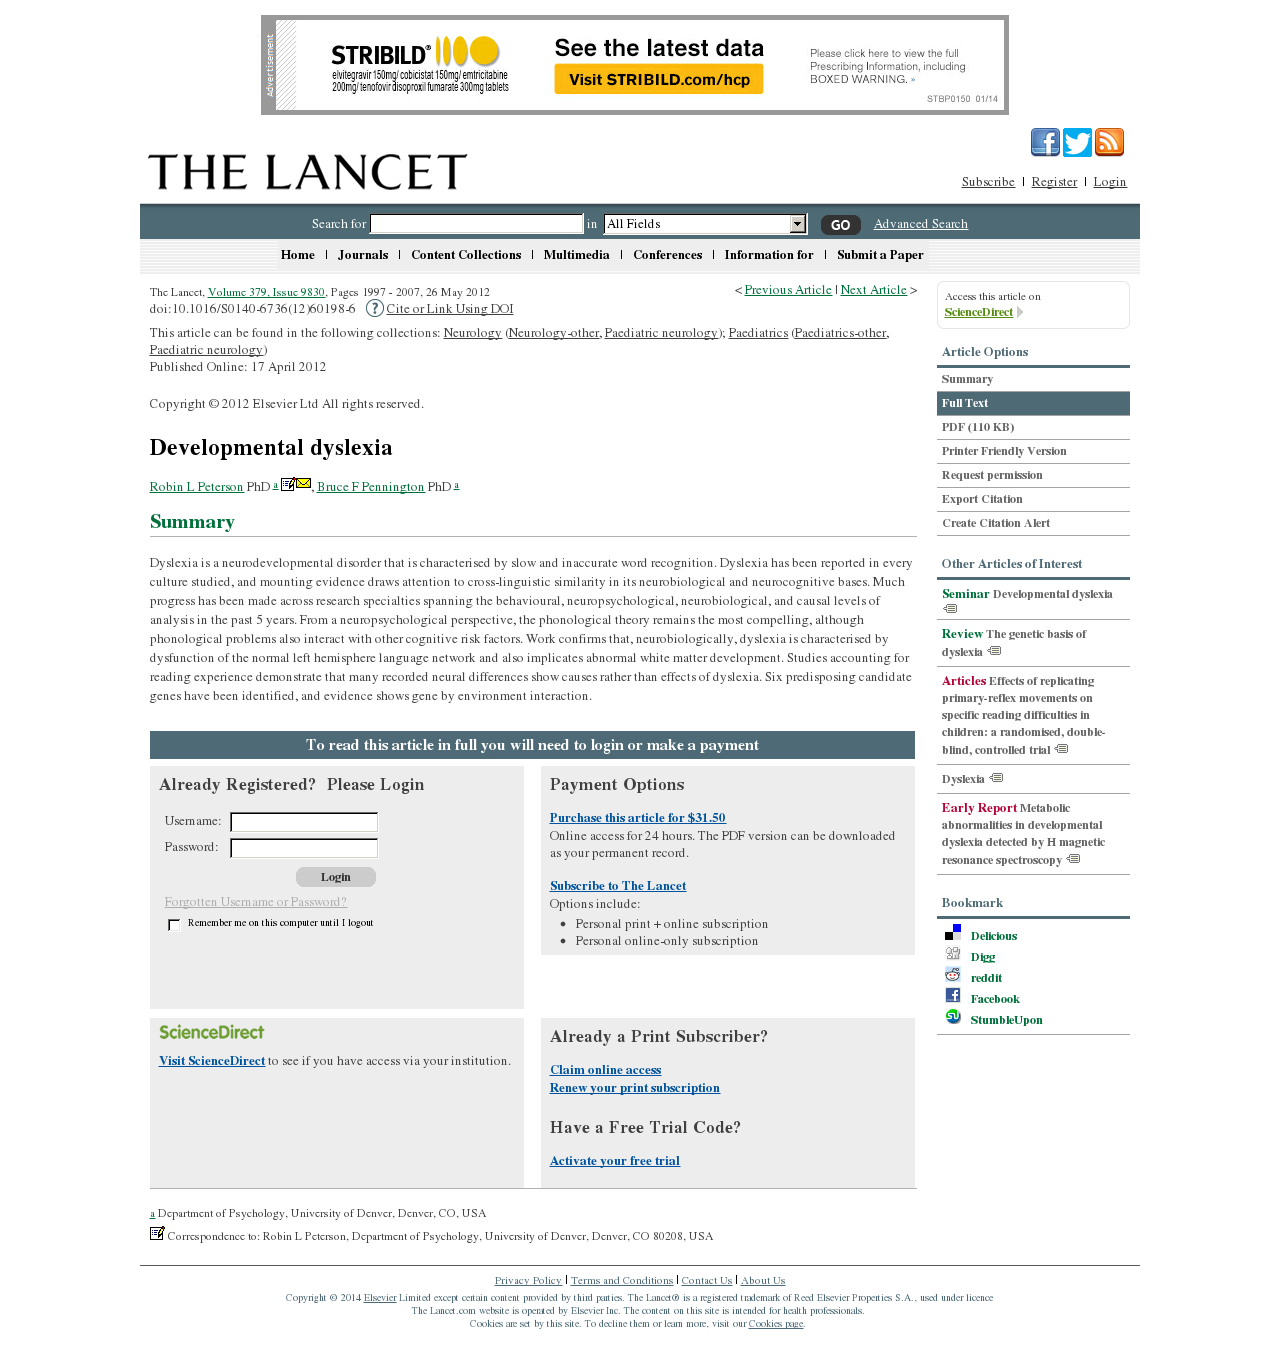 Advertisement
STRIBILD®
elvitegravir 150mg/ cobicistat 150mg/ emtricitabine
200mg/ tenofovir disoproxil fumarate 300mg tablets
See the latest data
Visit STRIBILD.com/hcp
Please click here to view the full
Prescribing Information, including
BOXED WARNING. »
STBP0150 01/14
THE LANCET
Subscribe | Register | Login
Search for in All Fields GO Advanced Search
Home | Journals | Content Collections | Multimedia | Conferences | Information for | Submit a Paper
The Lancet, Volume 379, Issue 9830, Pages 1997 - 2007, 26 May 2012
< Previous Article | Next Article >
doi:10.1016/S0140-6736(12)60198-6 ? Cite or Link Using DOI
This article can be found in the following collections: Neurology (Neurology-other, Paediatric neurology); Paediatrics (Paediatrics-other,
Paediatric neurology)
Published Online: 17 April 2012
Copyright © 2012 Elsevier Ltd All rights reserved.
Developmental dyslexia
Robin L Peterson PhD a, Bruce F Pennington PhD a
Summary
Dyslexia is a neurodevelopmental disorder that is characterised by slow and inaccurate word recognition. Dyslexia has been reported in every
culture studied, and mounting evidence draws attention to cross-linguistic similarity in its neurobiological and neurocognitive bases. Much
progress has been made across research specialties spanning the behavioural, neuropsychological, neurobiological, and causal levels of
analysis in the past 5 years. From a neuropsychological perspective, the phonological theory remains the most compelling, although
phonological problems also interact with other cognitive risk factors. Work confirms that, neurobiologically, dyslexia is characterised by
dysfunction of the normal left hemisphere language network and also implicates abnormal white matter development. Studies accounting for
reading experience demonstrate that many recorded neural differences show causes rather than effects of dyslexia. Six predisposing candidate
genes have been identified, and evidence shows gene by environment interaction.
To read this article in full you will need to login or make a payment
Already Registered? Please Login
Username:
Password:
Login
Forgotten Username or Password?
Remember me on this computer until I logout
Payment Options
Purchase this article for $31.50
Online access for 24 hours. The PDF version can be downloaded
as your permanent record.
Subscribe to The Lancet
Options include:
• Personal print + online subscription
• Personal online-only subscription
ScienceDirect
Visit ScienceDirect to see if you have access via your institution.
Already a Print Subscriber?
Claim online access
Renew your print subscription
Have a Free Trial Code?
Activate your free trial
a Department of Psychology, University of Denver, Denver, CO, USA
Correspondence to: Robin L Peterson, Department of Psychology, University of Denver, Denver, CO 80208, USA
Access this article on
ScienceDirect
Article Options
Summary
Full Text
PDF (110 KB)
Printer Friendly Version
Request permission
Export Citation
Create Citation Alert
Other Articles of Interest
Seminar Developmental dyslexia
Review The genetic basis of
dyslexia
Articles Effects of replicating
primary-reflex movements on
specific reading difficulties in
children: a randomised, double-
blind, controlled trial
Dyslexia
Early Report Metabolic
abnormalities in developmental
dyslexia detected by H magnetic
resonance spectroscopy
Bookmark
Delicious
Digg
reddit
Facebook
StumbleUpon
Privacy Policy | Terms and Conditions | Contact Us | About Us
Copyright © 2014 Elsevier Limited except certain content provided by third parties. The Lancet® is a registered trademark of Reed Elsevier Properties S.A., used under licence
The Lancet.com website is operated by Elsevier Inc. The content on this site is intended for health professionals.
Cookies are set by this site. To decline them or learn more, visit our Cookies page.